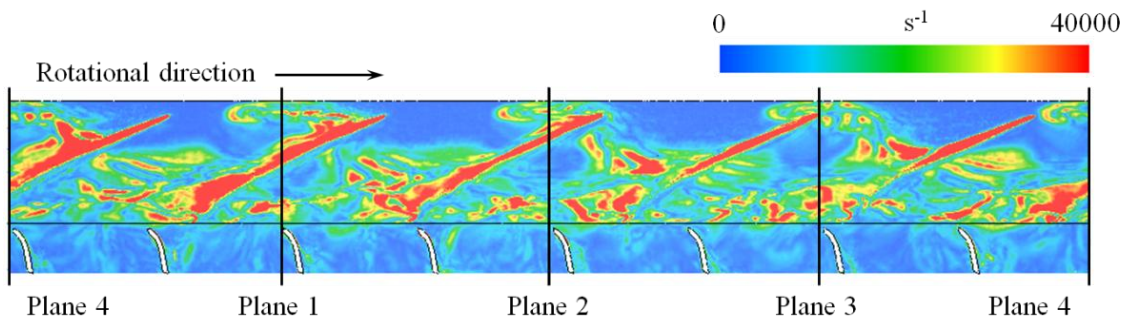 0 s⁻¹ 40000
Rotational direction
Plane 4 Plane 1 Plane 2 Plane 3 Plane 4